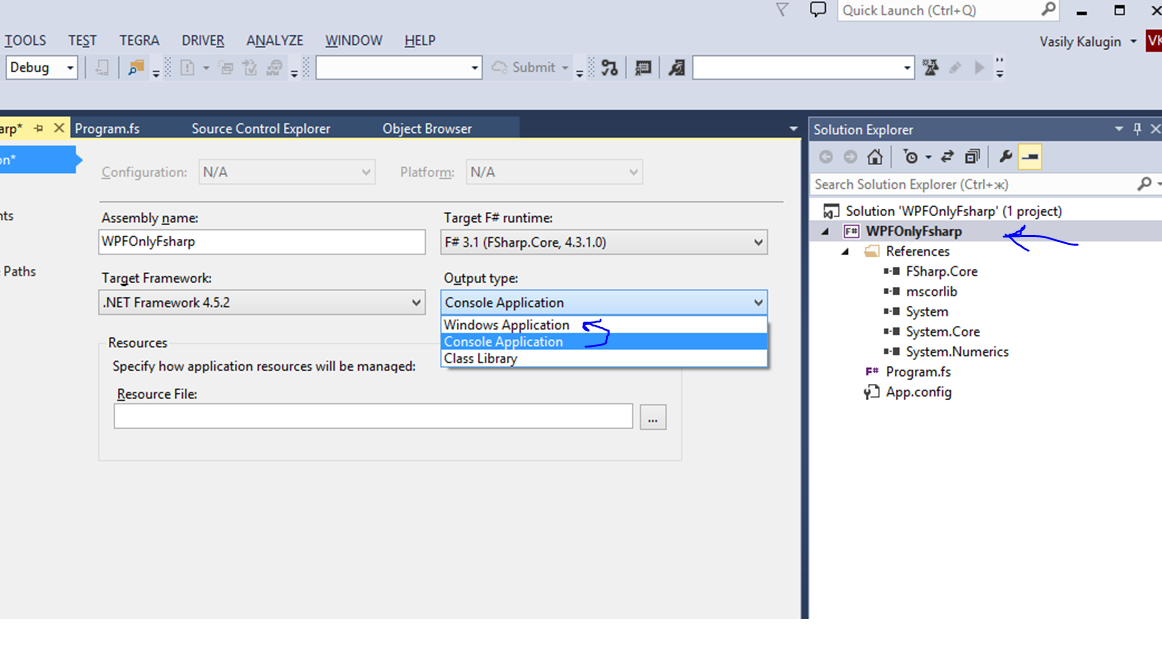 Quick Launch (Ctrl+Q)
TOOLS TEST TEGRA DRIVER ANALYZE WINDOW HELP
Vasily Kalugin VK
Debug
Submit
arp* Program.fs Source Control Explorer Object Browser
Solution Explorer
on*
Configuration: N/A Platform: N/A
Search Solution Explorer (Ctrl+ж)
nts
Assembly name: Target F# runtime:
Solution 'WPFOnlyFsharp' (1 project)
WPFOnlyFsharp
F# 3.1 (FSharp.Core, 4.3.1.0)
F# WPFOnlyFsharp
References
Paths
FSharp.Core
Target Framework: Output type:
mscorlib
.NET Framework 4.5.2 Console Application
System
Windows Application
System.Core
Console Application
Resources
System.Numerics
Class Library
Specify how application resources will be managed:
F# Program.fs
Resource File:
App.config
...